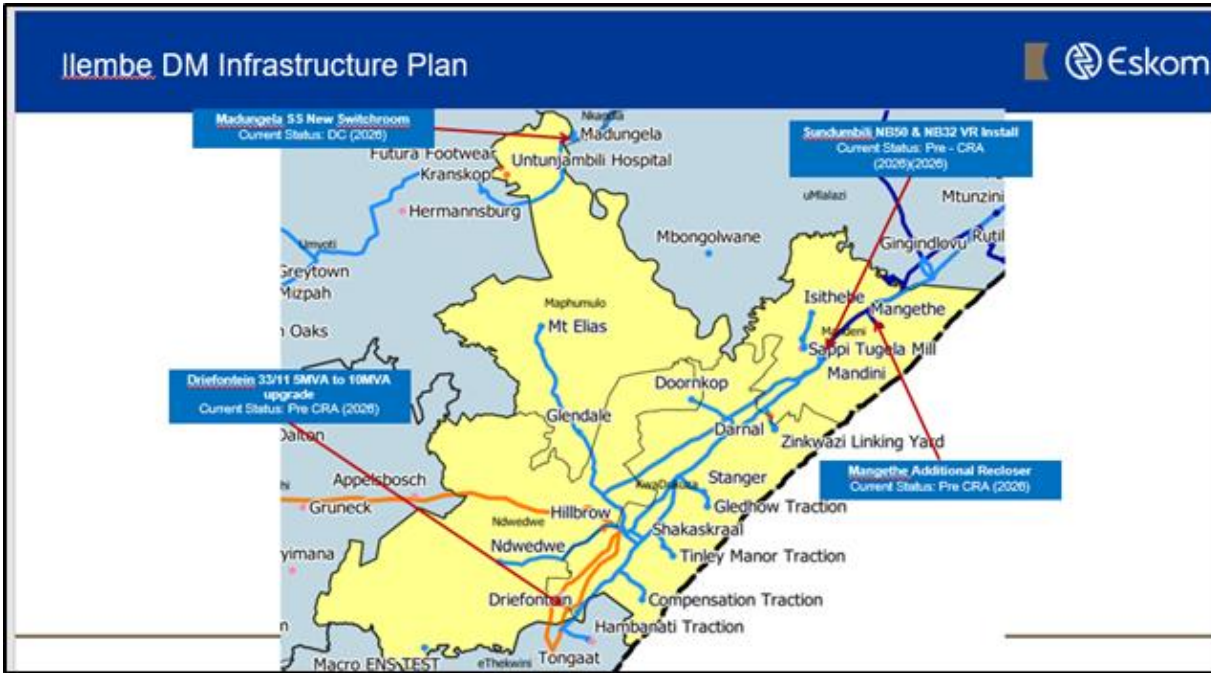 Ilembe DM Infrastructure Plan
Eskom
Madungela SS New Switchroom
Current Status: DC (2026)
Sundumbili NB50 & NB32 VR Install
Current Status: Pre - CRA
(2026)(2026)
Nkandla
Madungela
Futura Footwear
Untunjambili Hospital
Kranskop
Hermannsburg
uMlalazi
Mtunzini
Umvoti
Mbongolwane
Gingindlovu
Greytown
Mizpah
Isithebe
Maphumulo
Mangethe
Mt Elias
Mandeni
Sappi Tugela Mill
Mandini
Driefontein 33/11 5MVA to 10MVA
upgrade
Current Status: Pre CRA (2026)
Doornkop
Glendale
Darnal
Zinkwazi Linking Yard
Mangethe Additional Recloser
Current Status: Pre CRA (2026)
Appelsbosch
Stanger
KwaDukuza
Gruneck
Gledhow Traction
Hillbrow
Ndwedwe
Shakaskraal
Ndwedwe
Tinley Manor Traction
Driefontein
Compensation Traction
Hambanati Traction
Tongaat
Macro ENS TEST
eThekwini